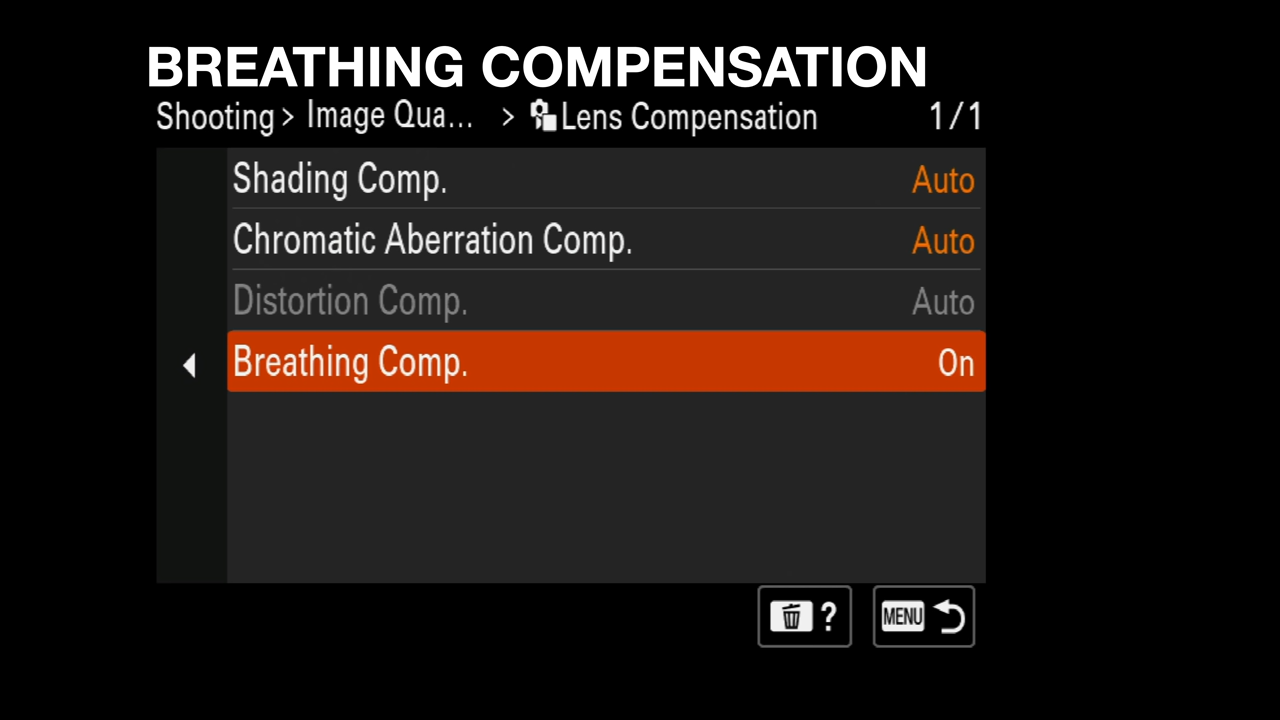 BREATHING COMPENSATION
Shooting > Image Qua... > Lens Compensation 1/1
Shading Comp. Auto
Chromatic Aberration Comp. Auto
Distortion Comp. Auto
Breathing Comp. On
? MENU